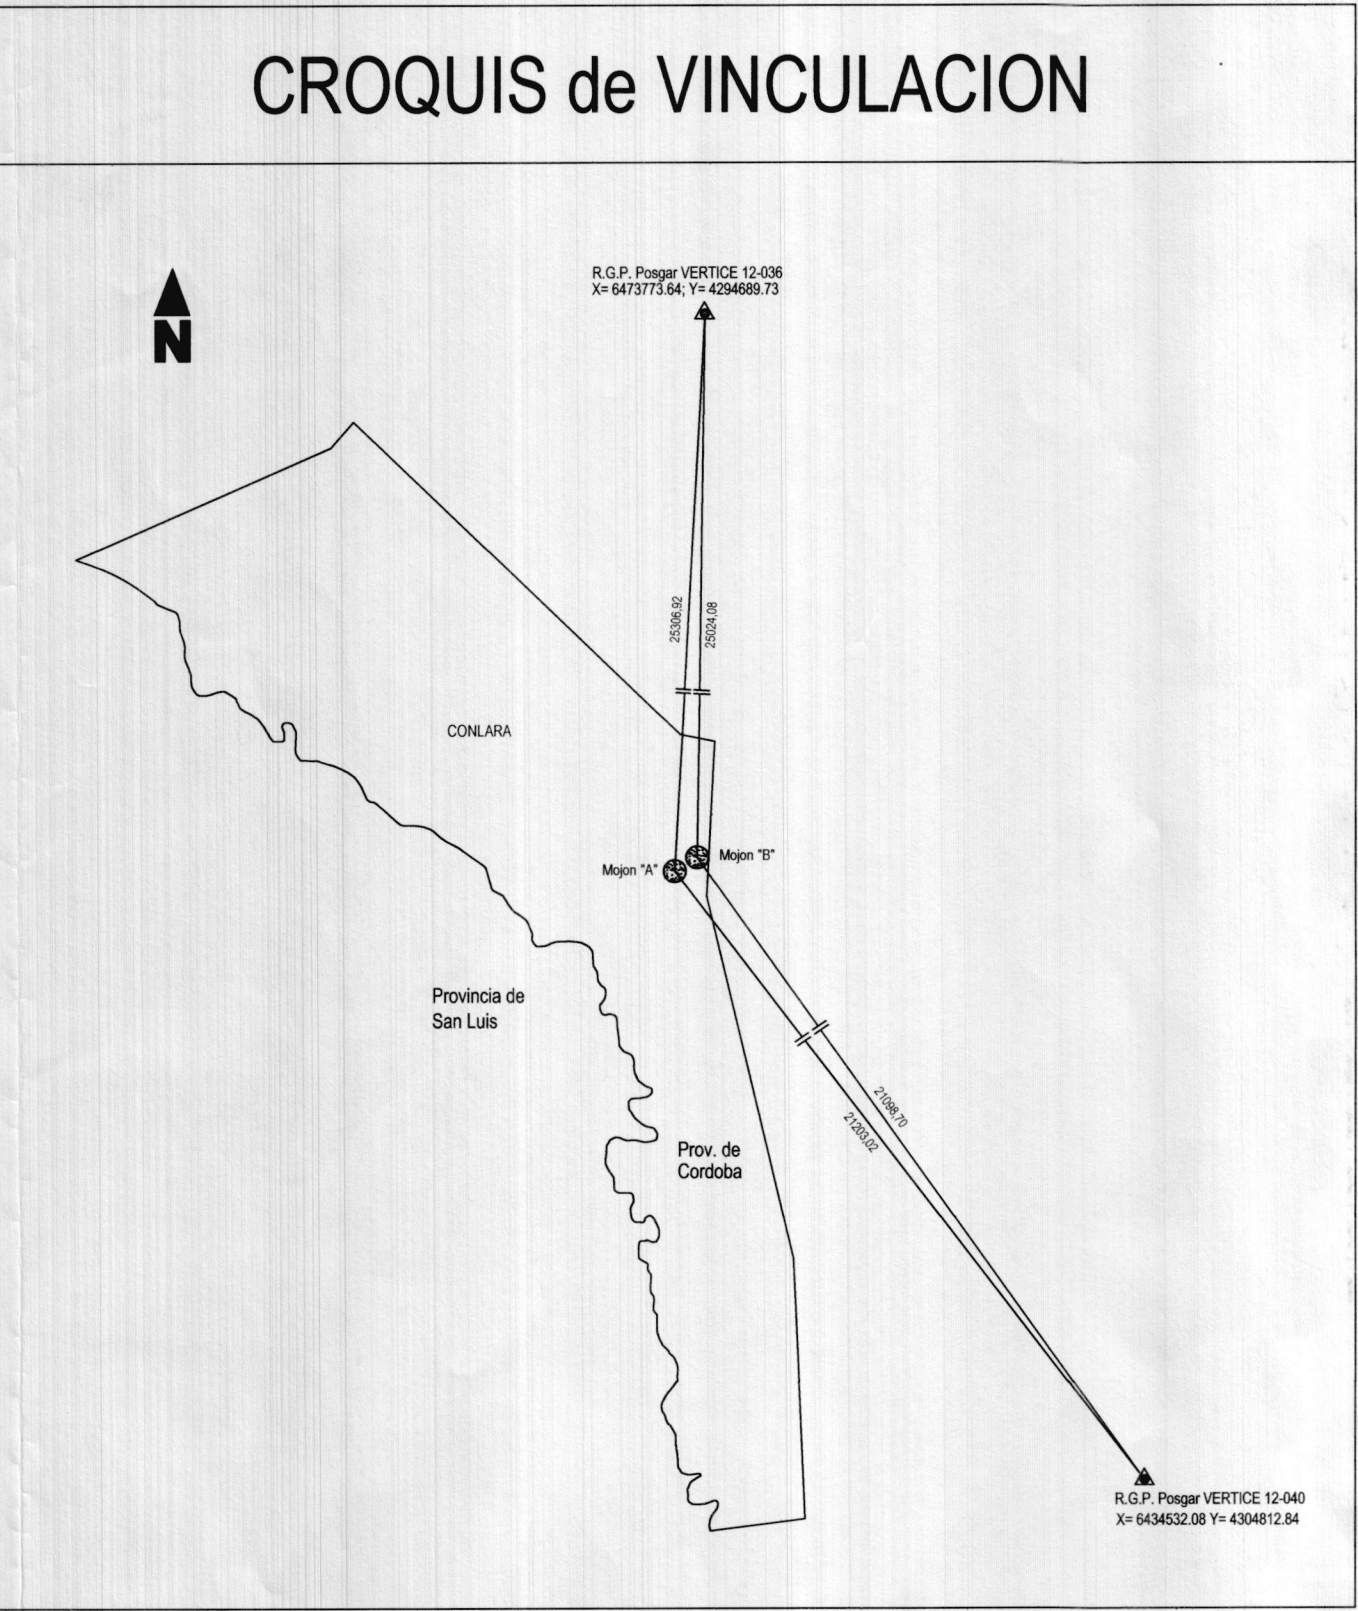 CROQUIS de VINCULACION
R.G.P. Posgar VERTICE 12-036
X= 6473773.64; Y= 4294689.73
N
25306,92
25024,08
CONLARA
Mojon "A"
Mojon "B"
Provincia de
San Luis
21098,70
21203,02
Prov. de
Cordoba
R.G.P. Posgar VERTICE 12-040
X= 6434532.08 Y= 4304812.84